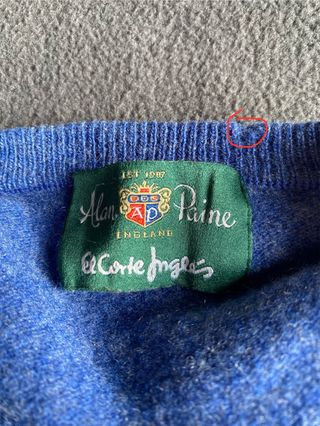 EST 1907
Alan AP Paine
ENGLAND
El Corte Inglés